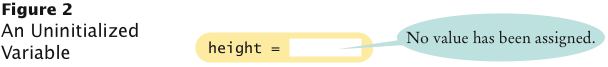 Figure 2
An Uninitialized
Variable
height =
No value has been assigned.